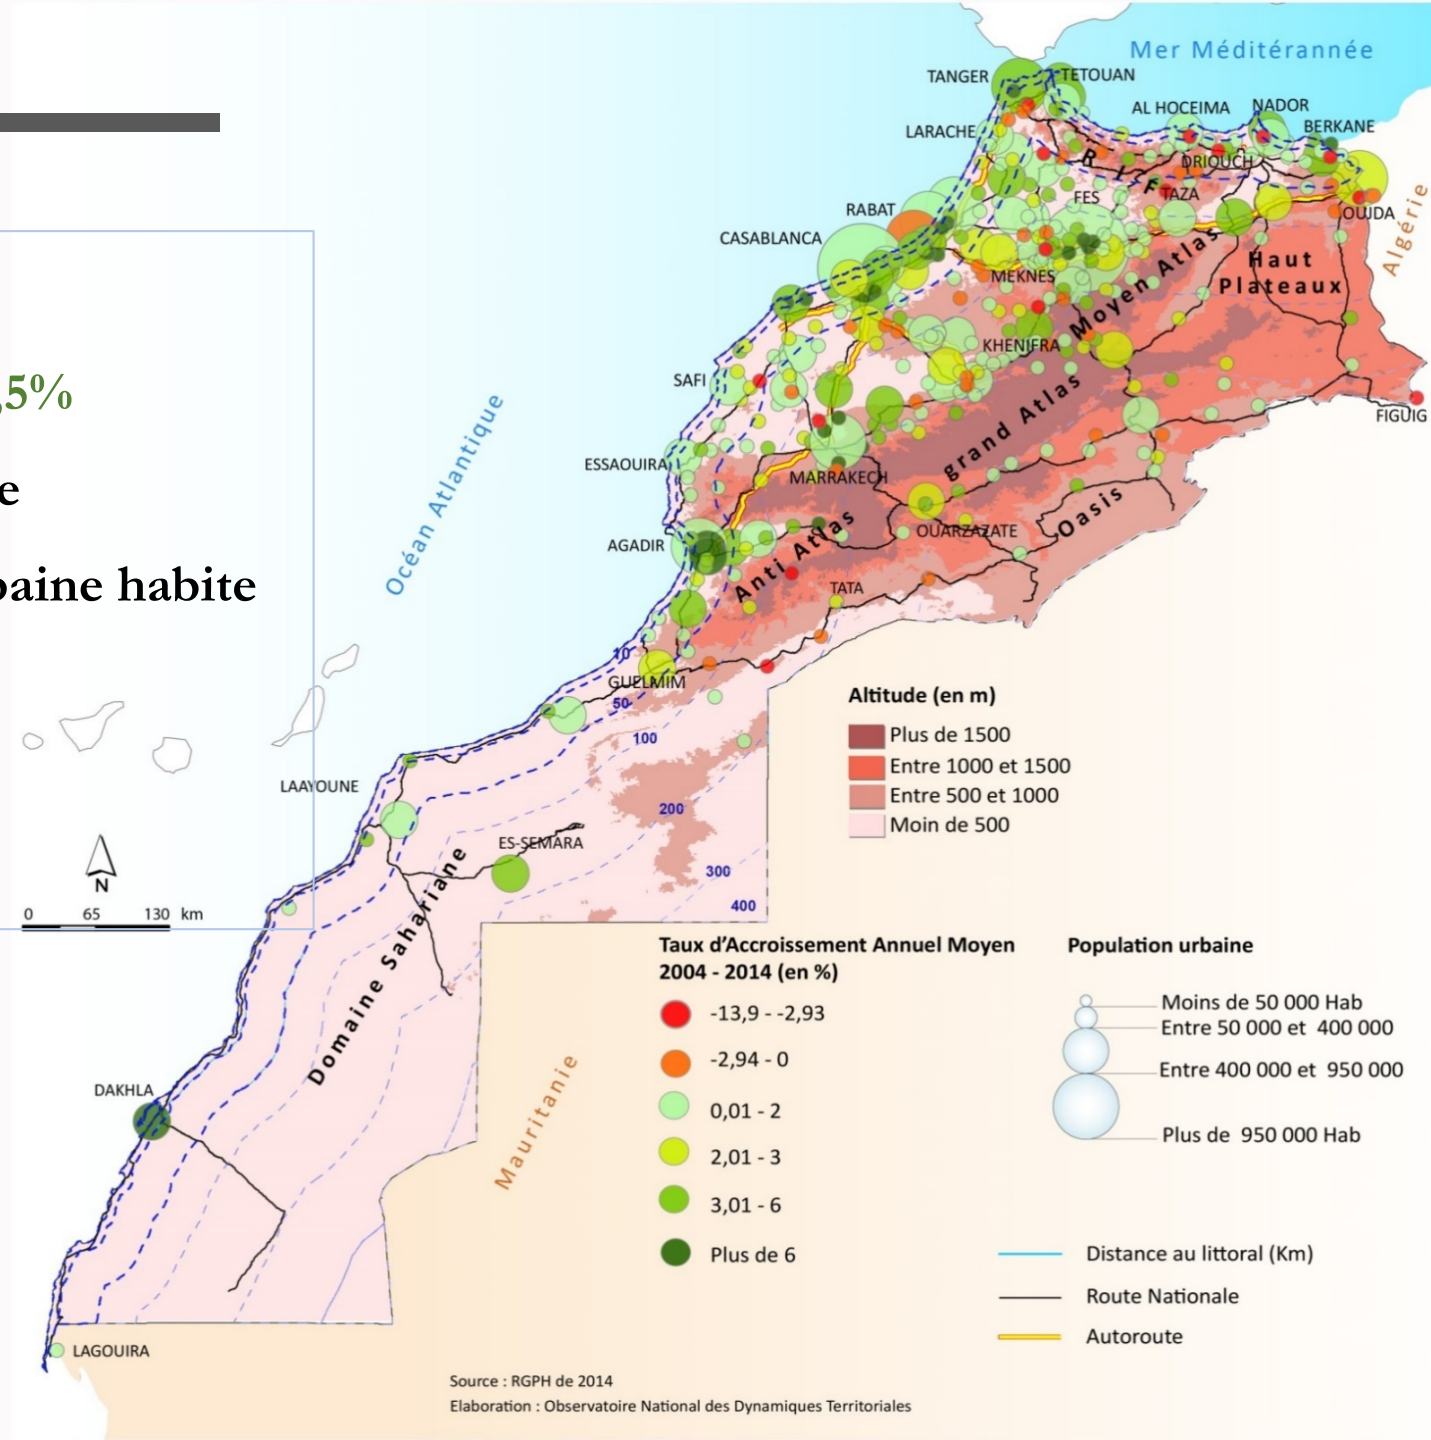 ,5%
e
baine habite
Mer Méditérannée
TANGER
TETOUAN
AL HOCEIMA
NADOR
LARACHE
BERKANE
RIF
DRIOUCH
TAZA
FES
RABAT
OUJDA
CASABLANCA
Algérie
MEKNES
Moyen Atlas
Haut
Plateaux
KHENIFRA
SAFI
grand Atlas
FIGUIG
Océan Atlantique
ESSAOUIRA
MARRAKECH
Oasis
OUARZAZATE
AGADIR
Anti Atlas
TATA
10
GUELMIM
50
100
200
300
400
LAAYOUNE
ES-SEMARA
Domaine Saharienne
N
0 65 130 km
DAKHLA
LAGOUIRA
Mauritanie
Altitude (en m)
Plus de 1500
Entre 1000 et 1500
Entre 500 et 1000
Moin de 500
Taux d'Accroissement Annuel Moyen
2004 - 2014 (en %)
-13,9 - -2,93
-2,94 - 0
0,01 - 2
2,01 - 3
3,01 - 6
Plus de 6
Population urbaine
Moins de 50 000 Hab
Entre 50 000 et 400 000
Entre 400 000 et 950 000
Plus de 950 000 Hab
Distance au littoral (Km)
Route Nationale
Autoroute
Source : RGPH de 2014
Elaboration : Observatoire National des Dynamiques Territoriales